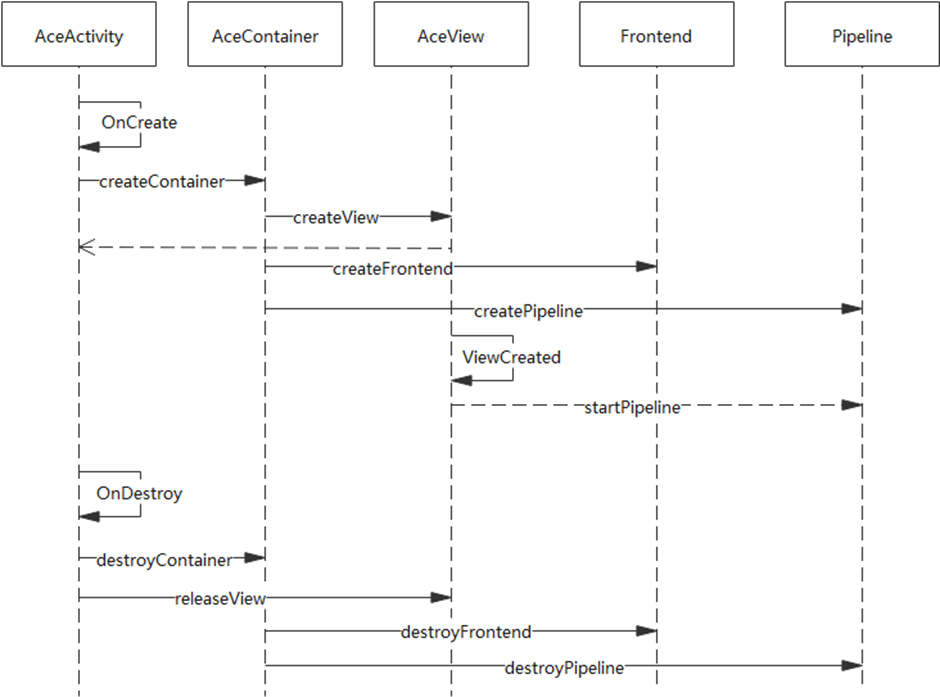 AceActivity
AceContainer
AceView
Frontend
Pipeline
OnCreate
createContainer
createView
createFrontend
createPipeline
ViewCreated
startPipeline
OnDestroy
destroyContainer
releaseView
destroyFrontend
destroyPipeline